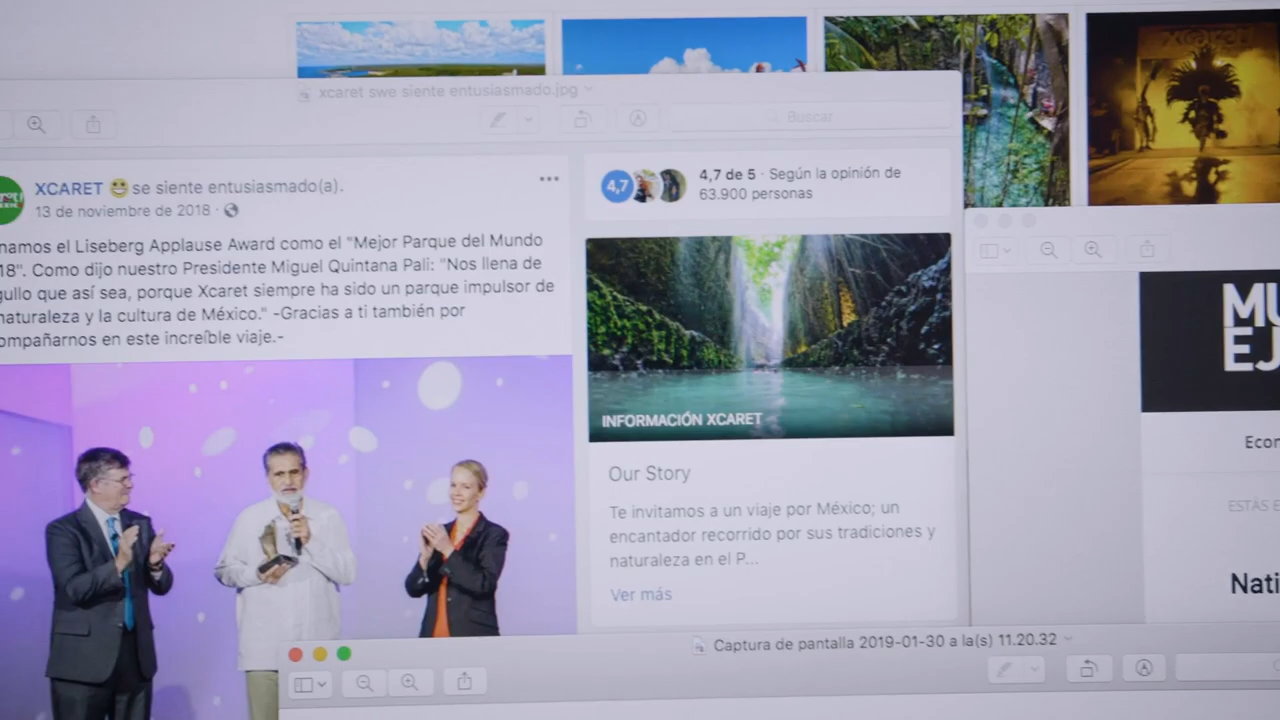 xcaret swe siente entusiasmado.jpg
Buscar
XCARET se siente entusiasmado(a).
13 de noviembre de 2018
namos el Liseberg Applause Award como el "Mejor Parque del Mundo
18". Como dijo nuestro Presidente Miguel Quintana Pali: "Nos llena de
gullo que así sea, porque Xcaret siempre ha sido un parque impulsor de
naturaleza y la cultura de México." -Gracias a ti también por
ompañarnos en este increíble viaje.-
4,7
4,7 de 5 · Según la opinión de
63.900 personas
INFORMACIÓN XCARET
Our Story
Te invitamos a un viaje por México; un
encantador recorrido por sus tradiciones y
naturaleza en el P...
Ver más
XCARET
MU
EJ
Econ
ESTÁS E
Nati
Captura de pantalla 2019-01-30 a la(s) 11.20.32